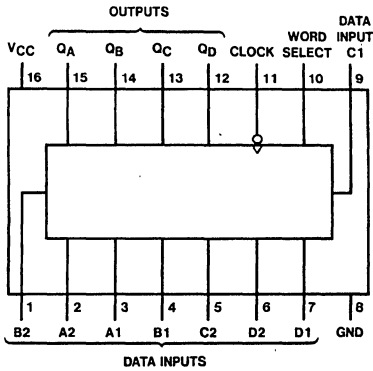 OUTPUTS
DATA
INPUT
C1
WORD
SELECT
VCC QA QB QC QD CLOCK
16 15 14 13 12 11 10 9
1 2 3 4 5 6 7 8
B2 A2 A1 B1 C2 D2 D1 GND
DATA INPUTS